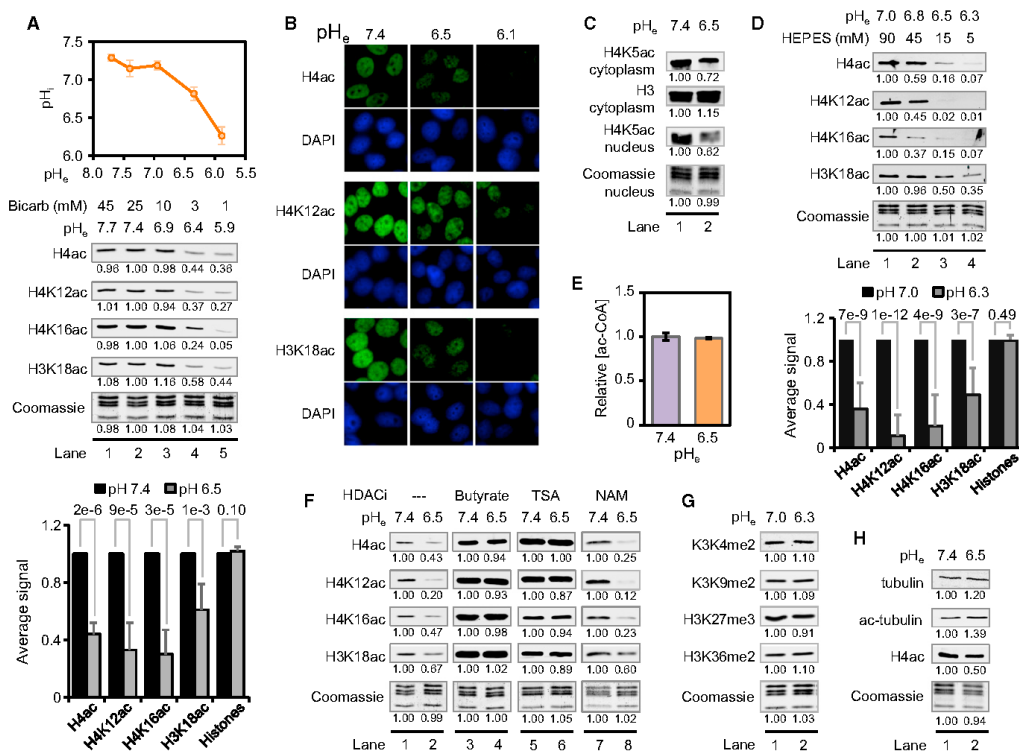 A
7.5
7.0
6.5
6.0
pHi
pHe 8.0 7.5 7.0 6.5 6.0 5.5
Bicarb (mM) 45 25 10 3 1
pHe 7.7 7.4 6.9 6.4 5.9
H4ac
0.96 1.00 0.98 0.44 0.36
H4K12ac
1.01 1.00 0.94 0.37 0.27
H4K16ac
0.98 1.00 1.06 0.24 0.05
H3K18ac
1.08 1.00 1.16 0.58 0.44
Coomassie
0.98 1.00 1.08 1.04 1.03
Lane 1 2 3 4 5
pH 7.4 pH 6.5
2e-6 9e-5 3e-5 1e-3 0.10
1.2
0.8
0.4
0
Average signal
H4ac H4K12ac H4K16ac H3K18ac Histones
B
pHe 7.4 6.5 6.1
H4ac
DAPI
H4K12ac
DAPI
H3K18ac
DAPI
C
pHe 7.4 6.5
H4K5ac
cytoplasm
1.00 0.72
H3
cytoplasm
1.00 1.15
H4K5ac
nucleus
1.00 0.62
Coomassie
nucleus
1.00 0.99
Lane 1 2
D
pHe 7.0 6.8 6.5 6.3
HEPES (mM) 90 45 15 5
H4ac
1.00 0.59 0.16 0.07
H4K12ac
1.00 0.45 0.02 0.01
H4K16ac
1.00 0.37 0.15 0.07
H3K18ac
1.00 0.96 0.50 0.35
Coomassie
1.00 1.00 1.01 1.02
Lane 1 2 3 4
pH 7.0 pH 6.3
7e-9 1e-12 4e-9 3e-7 0.49
1.2
0.8
0.4
0
Average signal
H4ac H4K12ac H4K16ac H3K18ac Histones
E
1.5
1.0
0.5
0
Relative [ac-CoA]
7.4 6.5
pHe
F
HDACi --- Butyrate TSA NAM
pHe 7.4 6.5 7.4 6.5 7.4 6.5 7.4 6.5
H4ac
1.00 0.43 1.00 0.94 1.00 1.00 1.00 0.25
H4K12ac
1.00 0.20 1.00 0.93 1.00 0.87 1.00 0.12
H4K16ac
1.00 0.47 1.00 0.98 1.00 0.94 1.00 0.23
H3K18ac
1.00 0.67 1.00 1.02 1.00 0.89 1.00 0.60
Coomassie
1.00 0.99 1.00 1.00 1.00 1.05 1.00 1.02
Lane 1 2 3 4 5 6 7 8
G
pHe 7.0 6.3
K3K4me2
1.00 1.10
K3K9me2
1.00 1.09
H3K27me3
1.00 0.91
H3K36me2
1.00 1.10
Coomassie
1.00 1.03
Lane 1 2
H
pHe 7.4 6.5
tubulin
1.00 1.20
ac-tubulin
1.00 1.39
H4ac
1.00 0.50
Coomassie
1.00 0.94
Lane 1 2